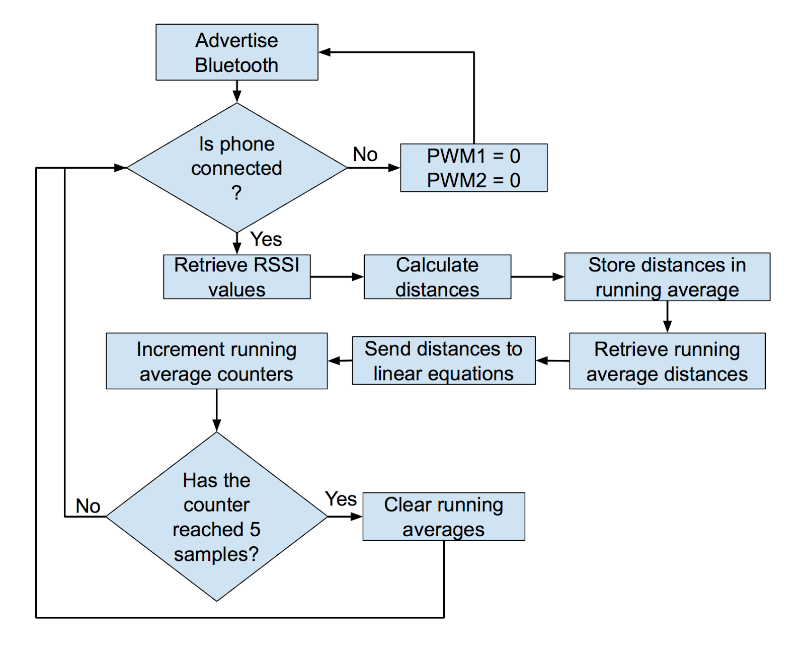 Advertise
Bluetooth
Is phone
connected
?
No
PWM1 = 0
PWM2 = 0
Yes
Retrieve RSSI
values
Calculate
distances
Store distances in
running average
Retrieve running
average distances
Send distances to
linear equations
Increment running
average counters
Has the
counter
reached 5
samples?
No
Yes
Clear running
averages